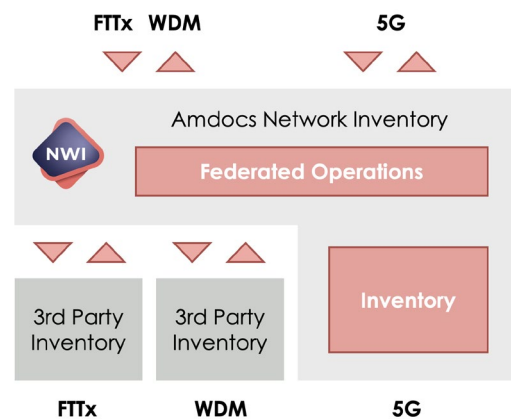 FTTx WDM 5G
Amdocs Network Inventory
NWI
Federated Operations
3rd Party
Inventory
3rd Party
Inventory
Inventory
FTTx WDM 5G